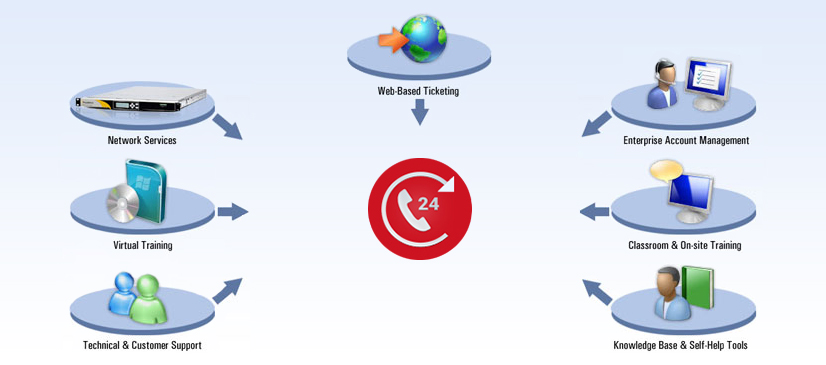 Web-Based Ticketing
Network Services
Enterprise Account Management
24
Virtual Training
Classroom & On-site Training
Technical & Customer Support
Knowledge Base & Self-Help Tools